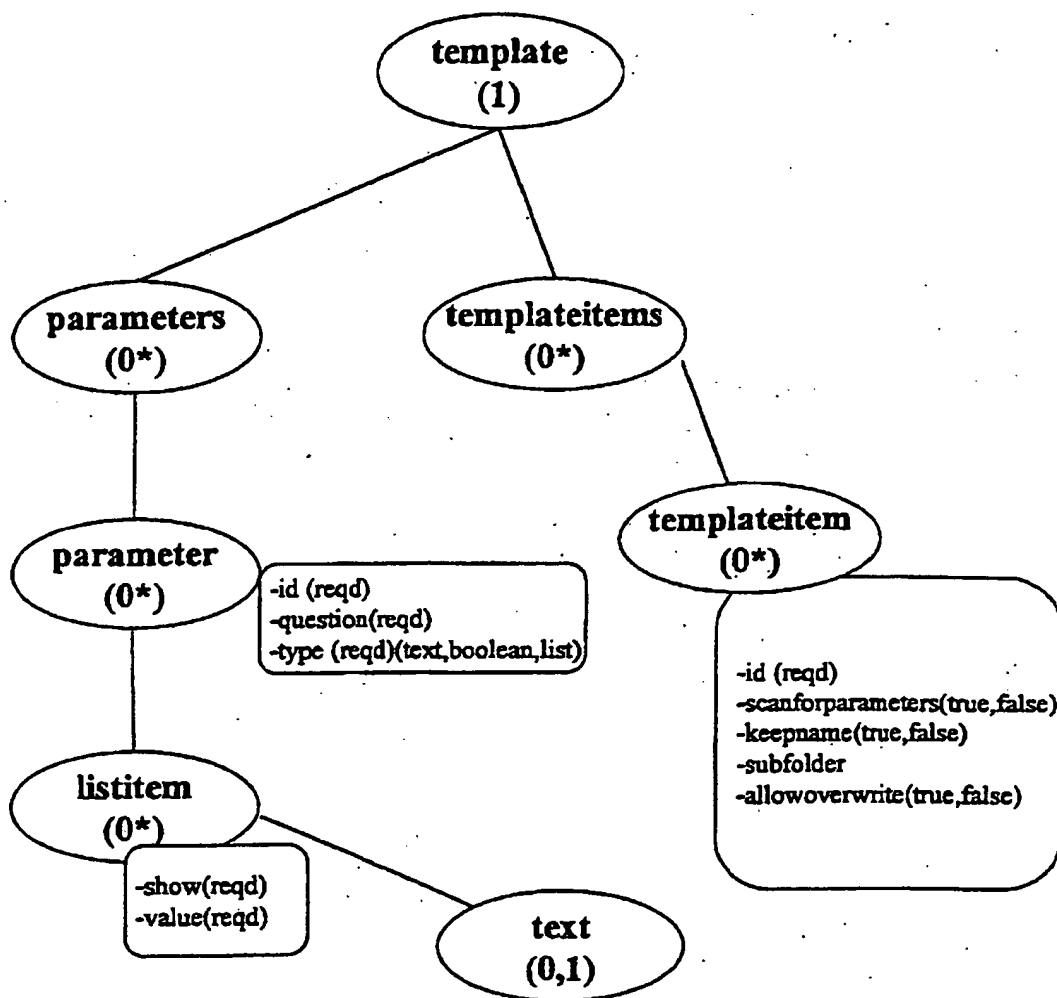 template
(1)
parameters
(0*)
templateitems
(0*)
parameter
(0*)
-id (reqd)
-question(reqd)
-type (reqd)(text,boolean,list)
templateitem
(0*)
-id (reqd)
-scanforparameters(true,false)
-keepname(true,false)
-subfolder
-allowoverwrite(true,false)
listitem
(0*)
-show(reqd)
-value(reqd)
text
(0,1)